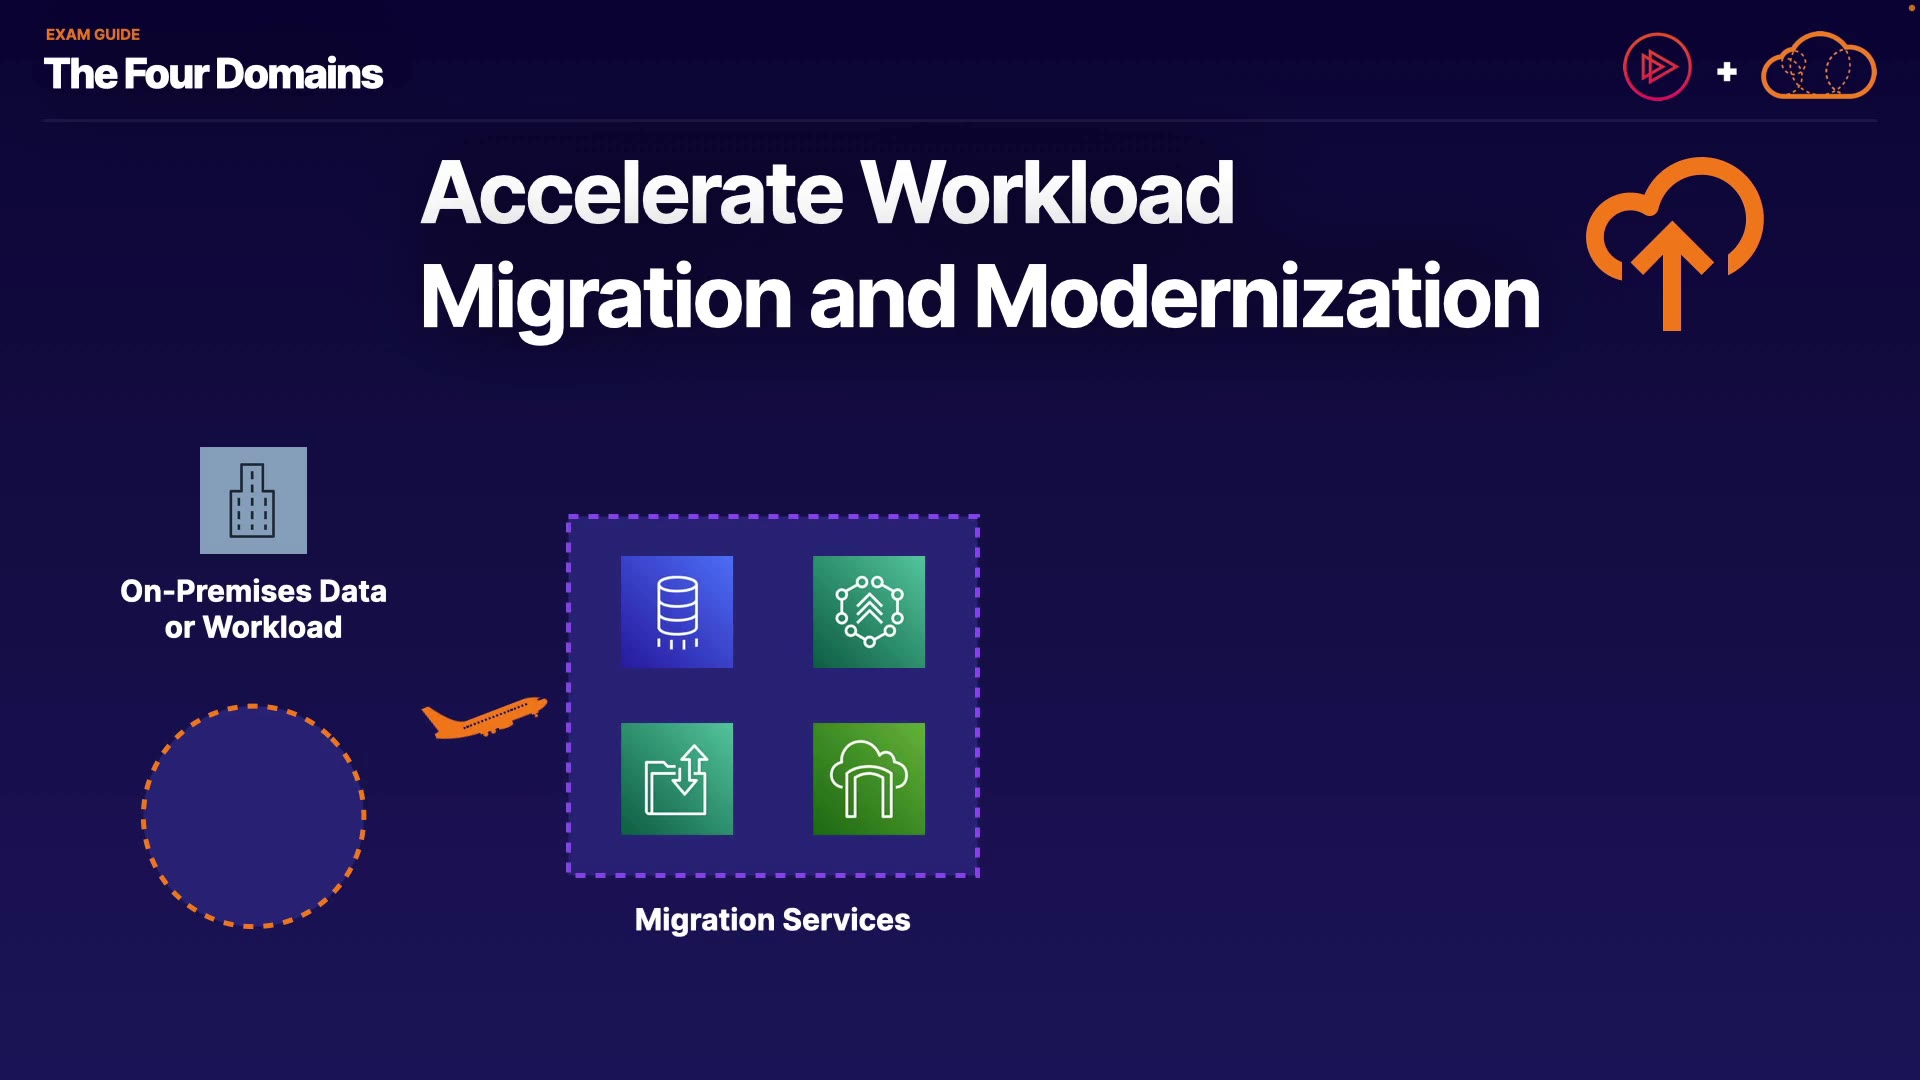 EXAM GUIDE
The Four Domains
Accelerate Workload
Migration and Modernization
On-Premises Data
or Workload
Migration Services